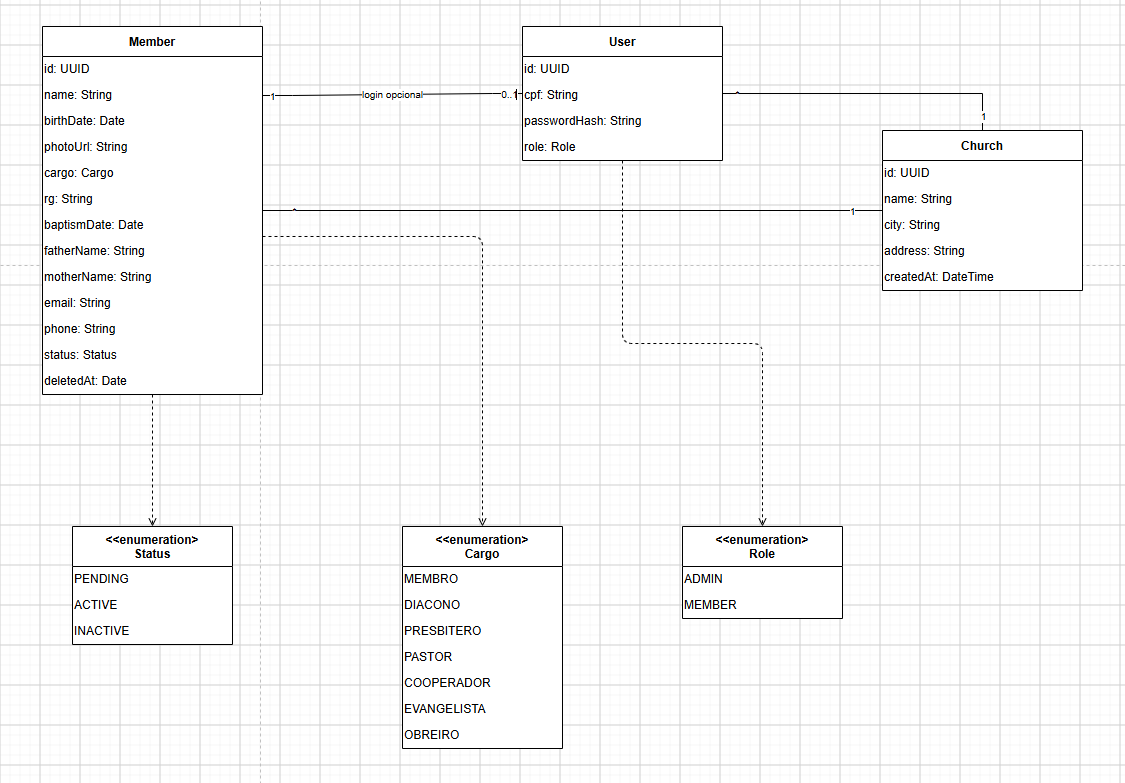 Member
id: UUID
name: String
birthDate: Date
photoUrl: String
cargo: Cargo
rg: String
baptismDate: Date
fatherName: String
motherName: String
email: String
phone: String
status: Status
deletedAt: Date
1
login opcional
0..1
User
id: UUID
cpf: String
passwordHash: String
role: Role
*
1
Church
id: UUID
name: String
city: String
address: String
createdAt: DateTime
*
1
<<enumeration>>
Status
PENDING
ACTIVE
INACTIVE
<<enumeration>>
Cargo
MEMBRO
DIACONO
PRESBITERO
PASTOR
COOPERADOR
EVANGELISTA
OBREIRO
<<enumeration>>
Role
ADMIN
MEMBER